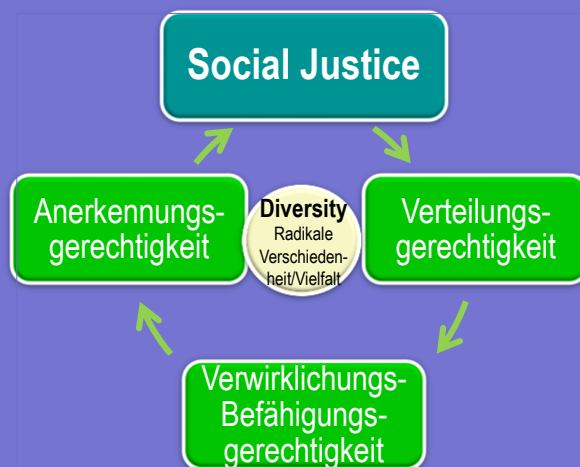 Social Justice
Anerkennungs-
gerechtigkeit
Diversity
Radikale
Verschieden-
heit/Vielfalt
Verteilungs-
gerechtigkeit
Verwirklichungs-
Befähigungs-
gerechtigkeit